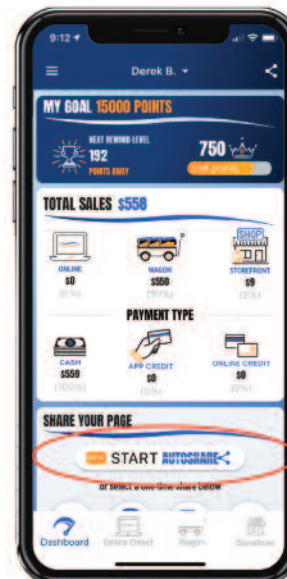 9:12
Derek B.
MY GOAL 15000 POINTS
NEXT REWARD LEVEL
192
POINTS AWAY
750
TOTAL SALES $558
SHOP
ONLINE
$0
(0%)
WAGON
$550
STOREFRONT
$9
(2%)
PAYMENT TYPE
CASH
$559
(100%)
APP CREDIT
$0
(0%)
ONLINE CREDIT
$0
(0%)
SHARE YOUR PAGE
START AUTOSHARE
or select a one time share below
Dashboard
Online Direct
Wagon
Storefront